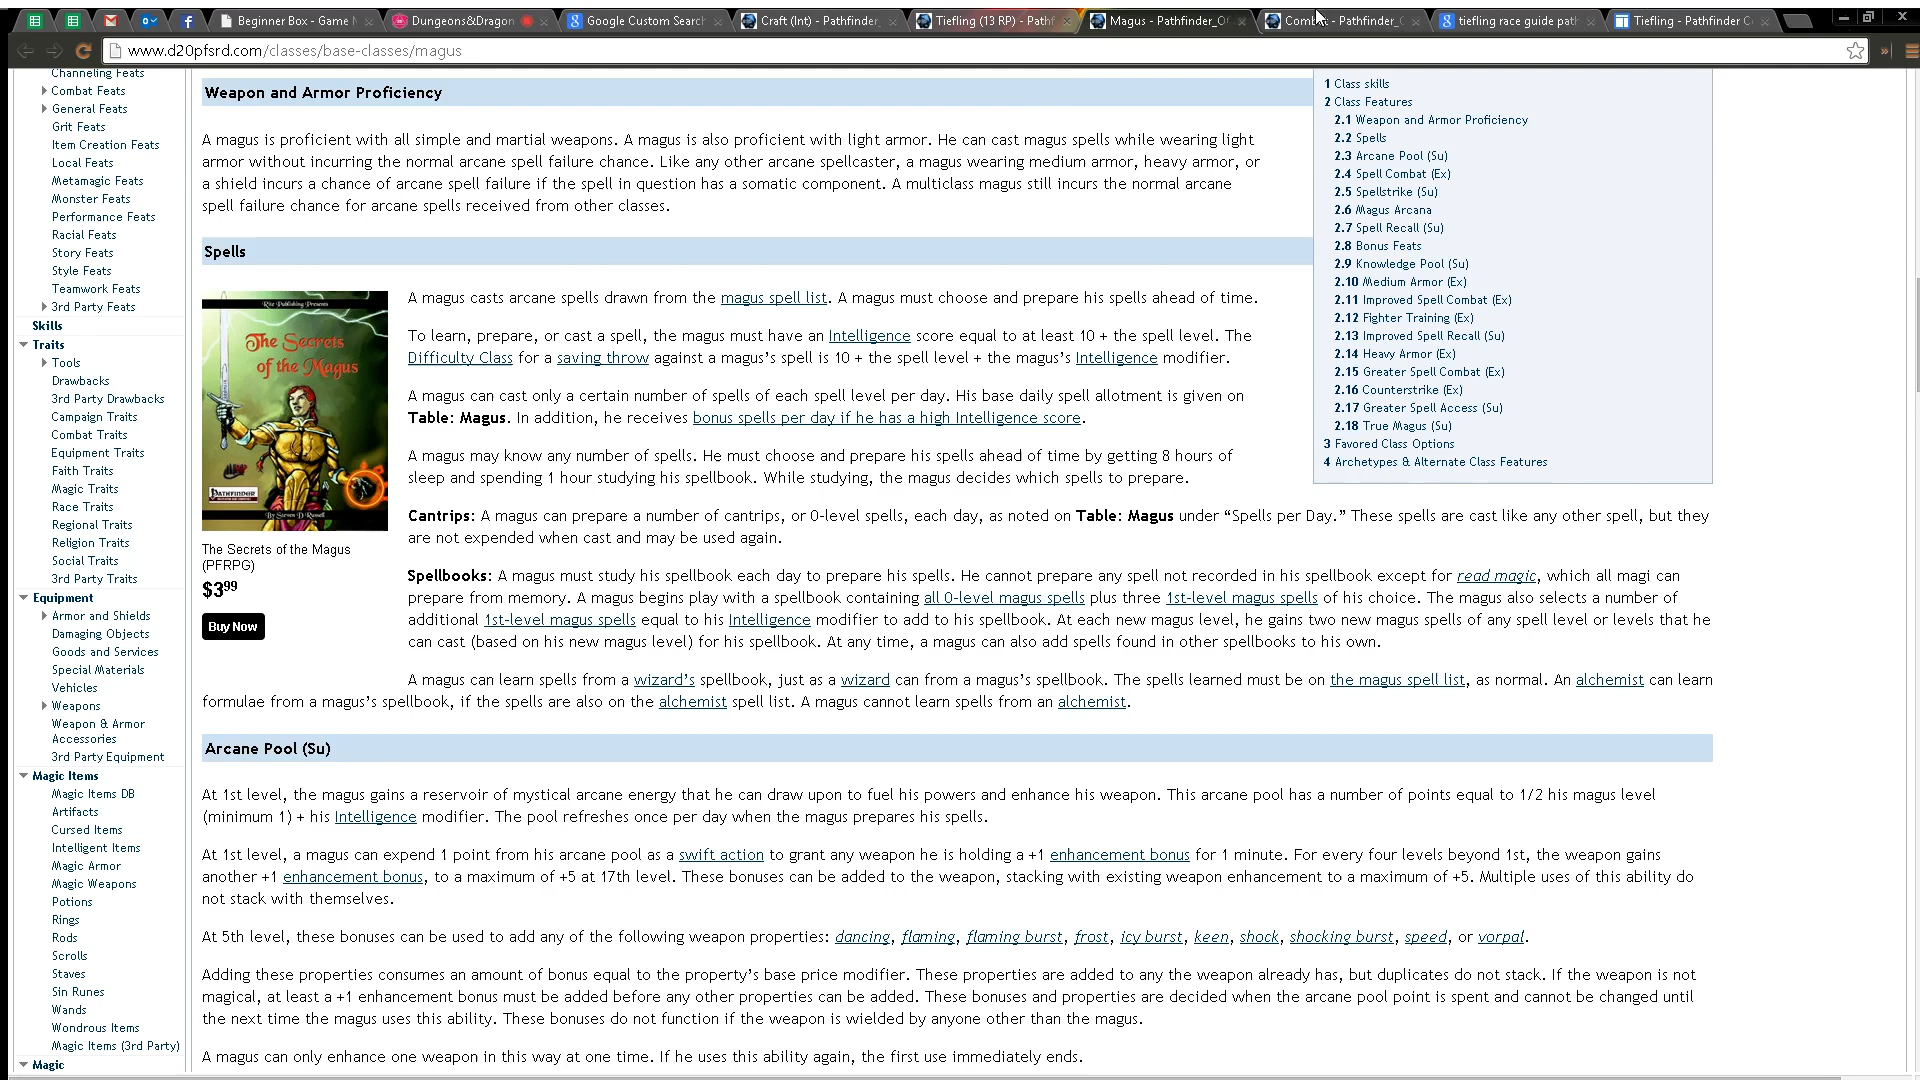 Beginner Box - Game M
Dungeons&Dragon
Google Custom Search
Craft (Int) - Pathfinder_
Tiefling (13 RP) - Pathf
Magus - Pathfinder_O
Combat - Pathfinder_O
tiefling race guide path
Tiefling - Pathfinder C
www.d20pfsrd.com/classes/base-classes/magus
Channeling Feats
Combat Feats
General Feats
Grit Feats
Item Creation Feats
Local Feats
Metamagic Feats
Monster Feats
Performance Feats
Racial Feats
Story Feats
Style Feats
Teamwork Feats
3rd Party Feats
Skills
Traits
Tools
Drawbacks
3rd Party Drawbacks
Campaign Traits
Combat Traits
Equipment Traits
Faith Traits
Magic Traits
Race Traits
Regional Traits
Religion Traits
Social Traits
3rd Party Traits
Equipment
Armor and Shields
Damaging Objects
Goods and Services
Special Materials
Vehicles
Weapons
Weapon & Armor
Accessories
3rd Party Equipment
Magic Items
Magic Items DB
Artifacts
Cursed Items
Intelligent Items
Magic Armor
Magic Weapons
Potions
Rings
Rods
Scrolls
Staves
Sin Runes
Wands
Wondrous Items
Magic Items (3rd Party)
Magic
Weapon and Armor Proficiency
A magus is proficient with all simple and martial weapons. A magus is also proficient with light armor. He can cast magus spells while wearing light
armor without incurring the normal arcane spell failure chance. Like any other arcane spellcaster, a magus wearing medium armor, heavy armor, or
a shield incurs a chance of arcane spell failure if the spell in question has a somatic component. A multiclass magus still incurs the normal arcane
spell failure chance for arcane spells received from other classes.
Spells
Rite Publishing Presents
The Secrets
of the Magus
PATHFINDER
By Steven D Russell
The Secrets of the Magus
(PFRPG)
$3⁹⁹
Buy Now
A magus casts arcane spells drawn from the magus spell list. A magus must choose and prepare his spells ahead of time.
To learn, prepare, or cast a spell, the magus must have an Intelligence score equal to at least 10 + the spell level. The
Difficulty Class for a saving throw against a magus's spell is 10 + the spell level + the magus's Intelligence modifier.
A magus can cast only a certain number of spells of each spell level per day. His base daily spell allotment is given on
Table: Magus. In addition, he receives bonus spells per day if he has a high Intelligence score.
A magus may know any number of spells. He must choose and prepare his spells ahead of time by getting 8 hours of
sleep and spending 1 hour studying his spellbook. While studying, the magus decides which spells to prepare.
Cantrips: A magus can prepare a number of cantrips, or 0-level spells, each day, as noted on Table: Magus under “Spells per Day.” These spells are cast like any other spell, but they
are not expended when cast and may be used again.
Spellbooks: A magus must study his spellbook each day to prepare his spells. He cannot prepare any spell not recorded in his spellbook except for read magic, which all magi can
prepare from memory. A magus begins play with a spellbook containing all 0-level magus spells plus three 1st-level magus spells of his choice. The magus also selects a number of
additional 1st-level magus spells equal to his Intelligence modifier to add to his spellbook. At each new magus level, he gains two new magus spells of any spell level or levels that he
can cast (based on his new magus level) for his spellbook. At any time, a magus can also add spells found in other spellbooks to his own.
A magus can learn spells from a wizard's spellbook, just as a wizard can from a magus's spellbook. The spells learned must be on the magus spell list, as normal. An alchemist can learn
formulae from a magus's spellbook, if the spells are also on the alchemist spell list. A magus cannot learn spells from an alchemist.
Arcane Pool (Su)
At 1st level, the magus gains a reservoir of mystical arcane energy that he can draw upon to fuel his powers and enhance his weapon. This arcane pool has a number of points equal to 1/2 his magus level
(minimum 1) + his Intelligence modifier. The pool refreshes once per day when the magus prepares his spells.
At 1st level, a magus can expend 1 point from his arcane pool as a swift action to grant any weapon he is holding a +1 enhancement bonus for 1 minute. For every four levels beyond 1st, the weapon gains
another +1 enhancement bonus, to a maximum of +5 at 17th level. These bonuses can be added to the weapon, stacking with existing weapon enhancement to a maximum of +5. Multiple uses of this ability do
not stack with themselves.
At 5th level, these bonuses can be used to add any of the following weapon properties: dancing, flaming, flaming burst, frost, icy burst, keen, shock, shocking burst, speed, or vorpal.
Adding these properties consumes an amount of bonus equal to the property's base price modifier. These properties are added to any the weapon already has, but duplicates do not stack. If the weapon is not
magical, at least a +1 enhancement bonus must be added before any other properties can be added. These bonuses and properties are decided when the arcane pool point is spent and cannot be changed until
the next time the magus uses this ability. These bonuses do not function if the weapon is wielded by anyone other than the magus.
A magus can only enhance one weapon in this way at one time. If he uses this ability again, the first use immediately ends.
1 Class skills
2 Class Features
2.1 Weapon and Armor Proficiency
2.2 Spells
2.3 Arcane Pool (Su)
2.4 Spell Combat (Ex)
2.5 Spellstrike (Su)
2.6 Magus Arcana
2.7 Spell Recall (Su)
2.8 Bonus Feats
2.9 Knowledge Pool (Su)
2.10 Medium Armor (Ex)
2.11 Improved Spell Combat (Ex)
2.12 Fighter Training (Ex)
2.13 Improved Spell Recall (Su)
2.14 Heavy Armor (Ex)
2.15 Greater Spell Combat (Ex)
2.16 Counterstrike (Ex)
2.17 Greater Spell Access (Su)
2.18 True Magus (Su)
3 Favored Class Options
4 Archetypes & Alternate Class Features